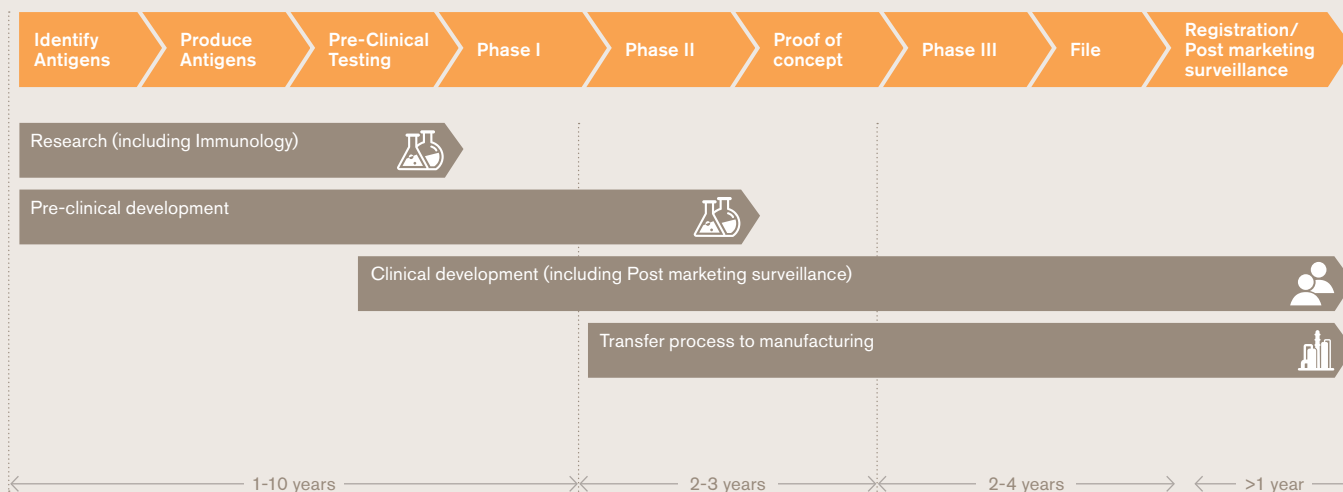 Identify
Antigens
Produce
Antigens
Pre-Clinical
Testing
Phase I
Phase II
Proof of
concept
Phase III
File
Registration/
Post marketing
surveillance
Research (including Immunology)
Pre-clinical development
Clinical development (including Post marketing surveillance)
Transfer process to manufacturing
1-10 years
2-3 years
2-4 years
>1 year